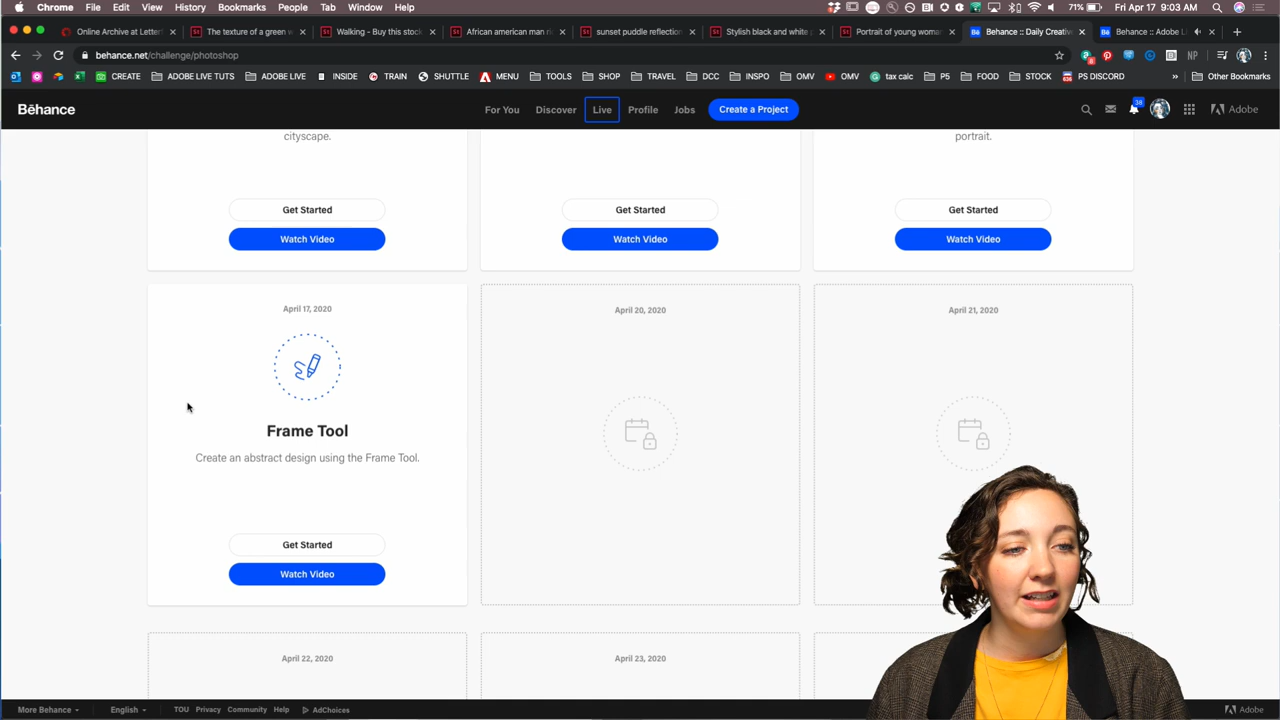 Chrome File Edit View History Bookmarks People Tab Window Help 71% Fri Apr 17 9:03 AM
Online Archive at Letterf The texture of a green w Walking - Buy this stock African american man ri sunset puddle reflection Stylish black and white p Portrait of young woman Behance :: Daily Creative Behance :: Adobe Li
behance.net/challenge/photoshop
CREATE ADOBE LIVE TUTS ADOBE LIVE INSIDE TRAIN SHUTTLE MENU TOOLS SHOP TRAVEL DCC INSPO OMV OMV tax calc P5 FOOD STOCK PS DISCORD » Other Bookmarks
Bēhance For You Discover Live Profile Jobs Create a Project 38 Adobe
cityscape. portrait.
Get Started Get Started Get Started
Watch Video Watch Video Watch Video
April 17, 2020 April 20, 2020 April 21, 2020
Frame Tool
Create an abstract design using the Frame Tool.
Get Started
Watch Video
April 22, 2020 April 23, 2020
More Behance English TOU Privacy Community Help AdChoices Adobe